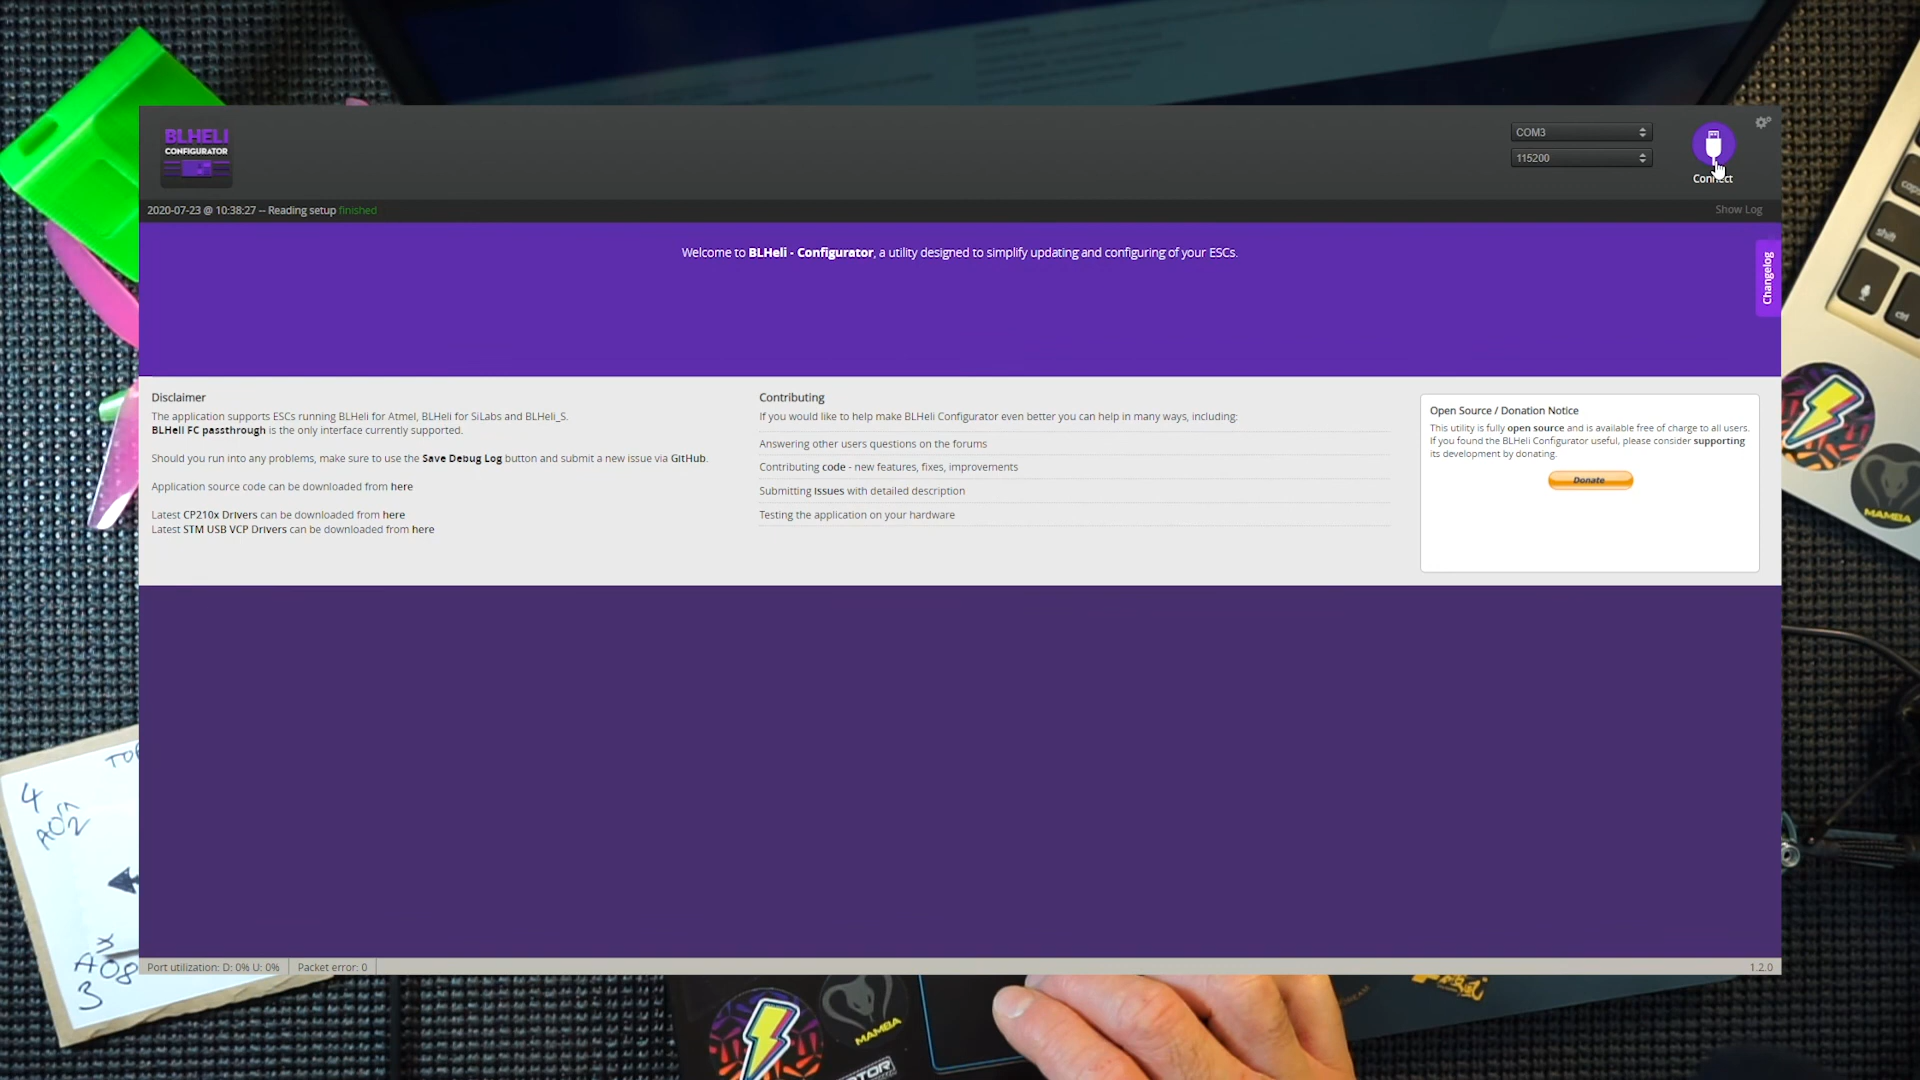 BLHELI
CONFIGURATOR
COM3
115200
Connect
2020-07-23 @ 10:38:27 -- Reading setup finished
Show Log
Welcome to BLHeli - Configurator, a utility designed to simplify updating and configuring of your ESCs.
Changelog
Disclaimer
The application supports ESCs running BLHeli for Atmel, BLHeli for SiLabs and BLHeli_S.
BLHeli FC passthrough is the only interface currently supported.
Should you run into any problems, make sure to use the Save Debug Log button and submit a new issue via GitHub.
Application source code can be downloaded from here
Latest CP210x Drivers can be downloaded from here
Latest STM USB VCP Drivers can be downloaded from here
Contributing
If you would like to help make BLHeli Configurator even better you can help in many ways, including:
Answering other users questions on the forums
Contributing code - new features, fixes, improvements
Submitting issues with detailed description
Testing the application on your hardware
Open Source / Donation Notice
This utility is fully open source and is available free of charge to all users.
If you found the BLHeli Configurator useful, please consider supporting
its development by donating.
Donate
Port utilization: D: 0% U: 0%
Packet error: 0
1.2.0
shift
ctrl
MAMBA
4
3
MAMBA